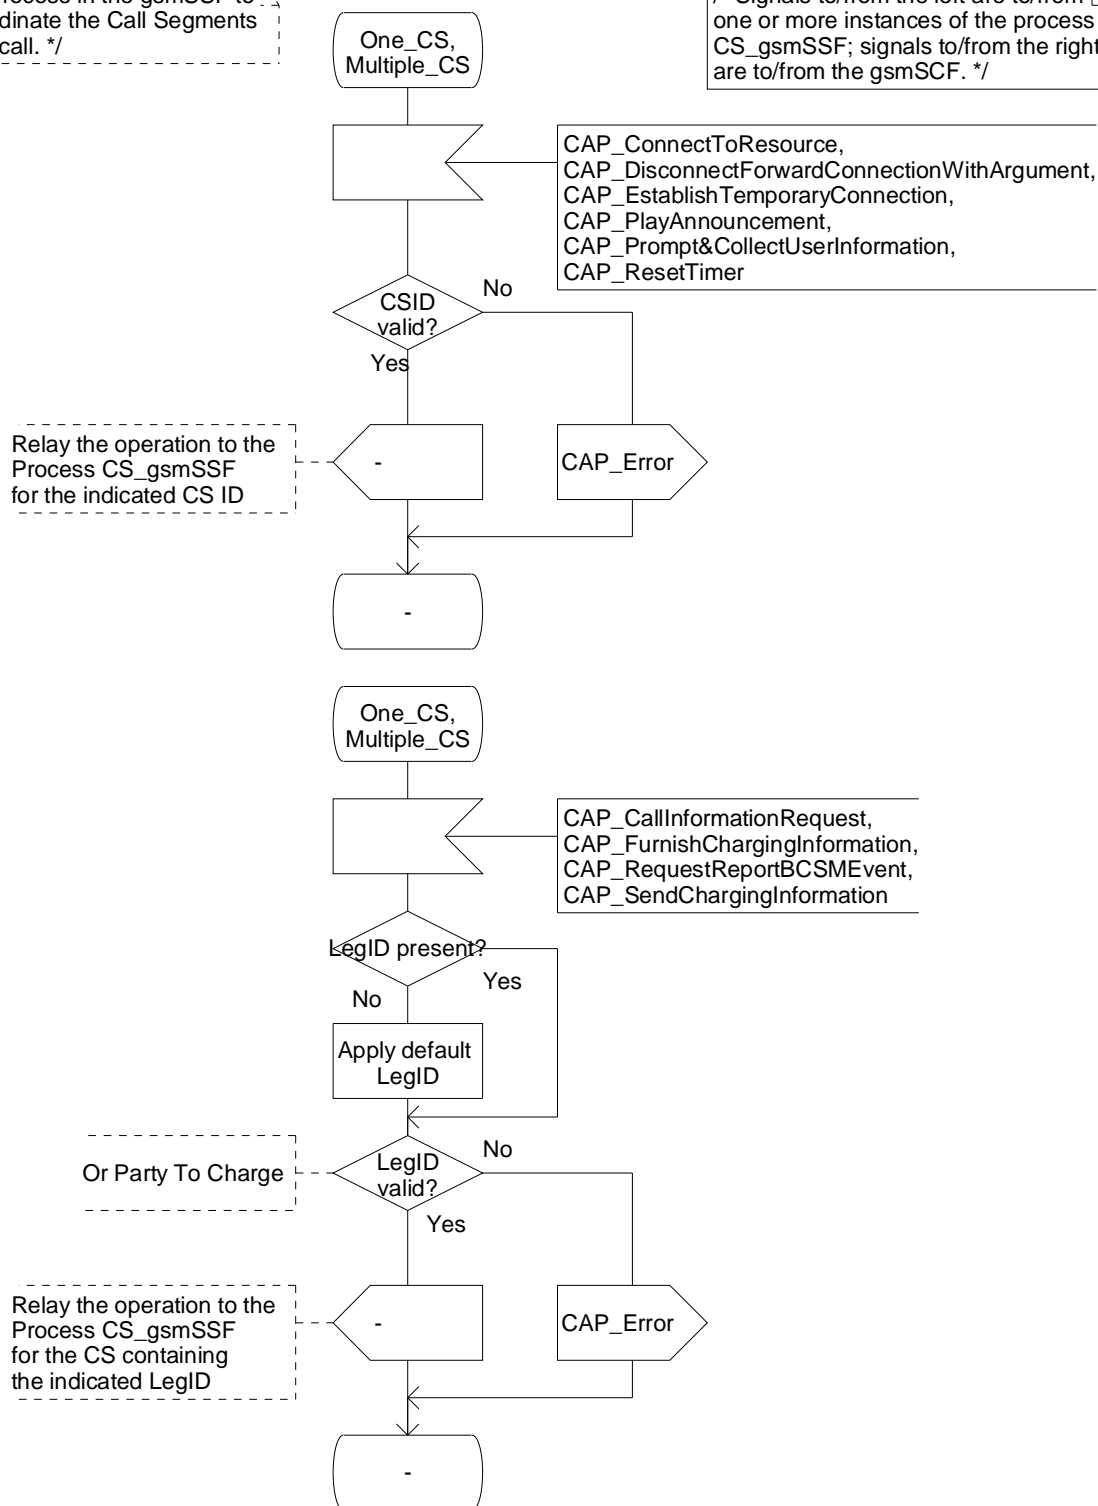 process in the gsmSSF to
dinate the Call Segments
call. */
/* Signals to/from the left are to/from
one or more instances of the process
CS_gsmSSF; signals to/from the right
are to/from the gsmSCF. */
One_CS,
Multiple_CS
CAP_ConnectToResource,
CAP_DisconnectForwardConnectionWithArgument,
CAP_EstablishTemporaryConnection,
CAP_PlayAnnouncement,
CAP_Prompt&CollectUserInformation,
CAP_ResetTimer
CSID
valid?
No
Yes
Relay the operation to the
Process CS_gsmSSF
for the indicated CS ID
-
CAP_Error
-
One_CS,
Multiple_CS
CAP_CallInformationRequest,
CAP_FurnishChargingInformation,
CAP_RequestReportBCSMEvent,
CAP_SendChargingInformation
LegID present?
Yes
No
Apply default
LegID
Or Party To Charge
LegID
valid?
No
Yes
Relay the operation to the
Process CS_gsmSSF
for the CS containing
the indicated LegID
-
CAP_Error
-